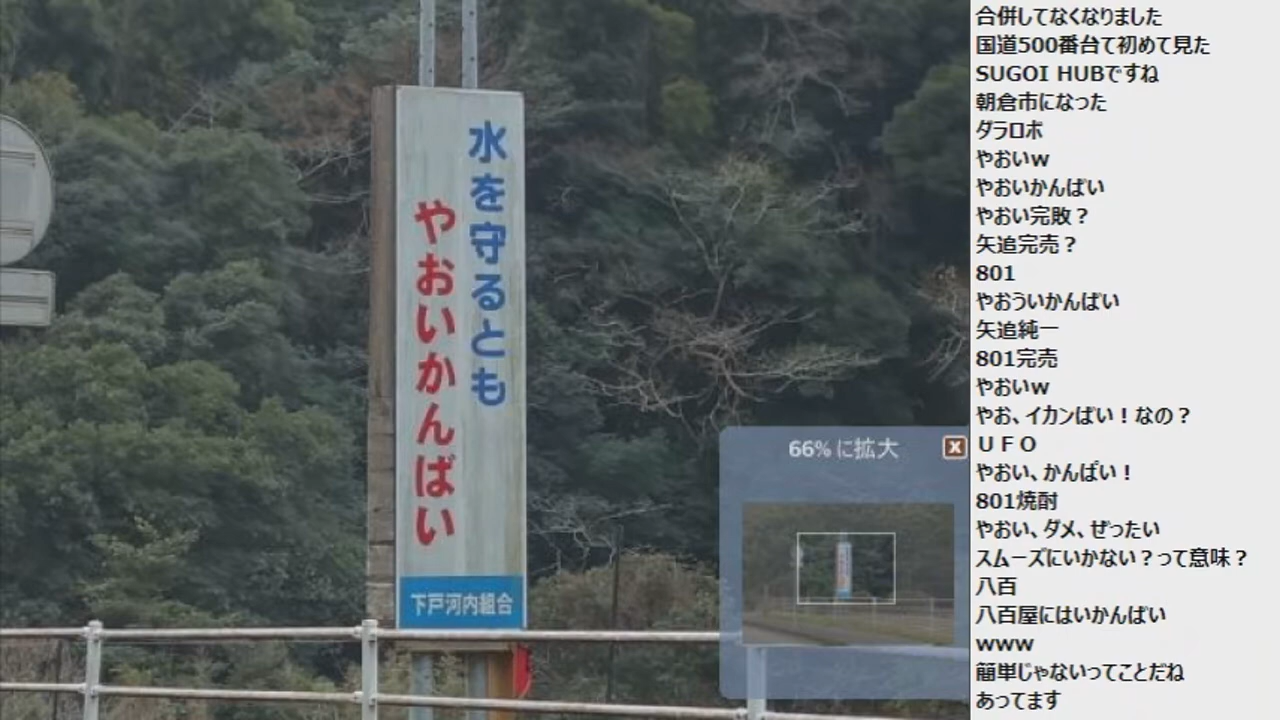 水を守るとも
やおいかんばい
下戸河内組合
66% に拡大
合併してなくなりました
国道500番台て初めて見た
SUGOI HUBですね
朝倉市になった
ダラロボ
やおいw
やおいかんばい
やおい完敗？
矢追完売？
801
やおういかんばい
矢追純一
801完売
やおいw
やお、イカンばい！なの？
ＵＦＯ
やおい、かんぱい！
801焼酎
やおい、ダメ、ぜったい
スムーズにいかない？って意味？
八百
八百屋にはいかんばい
www
簡単じゃないってことだね
あってます